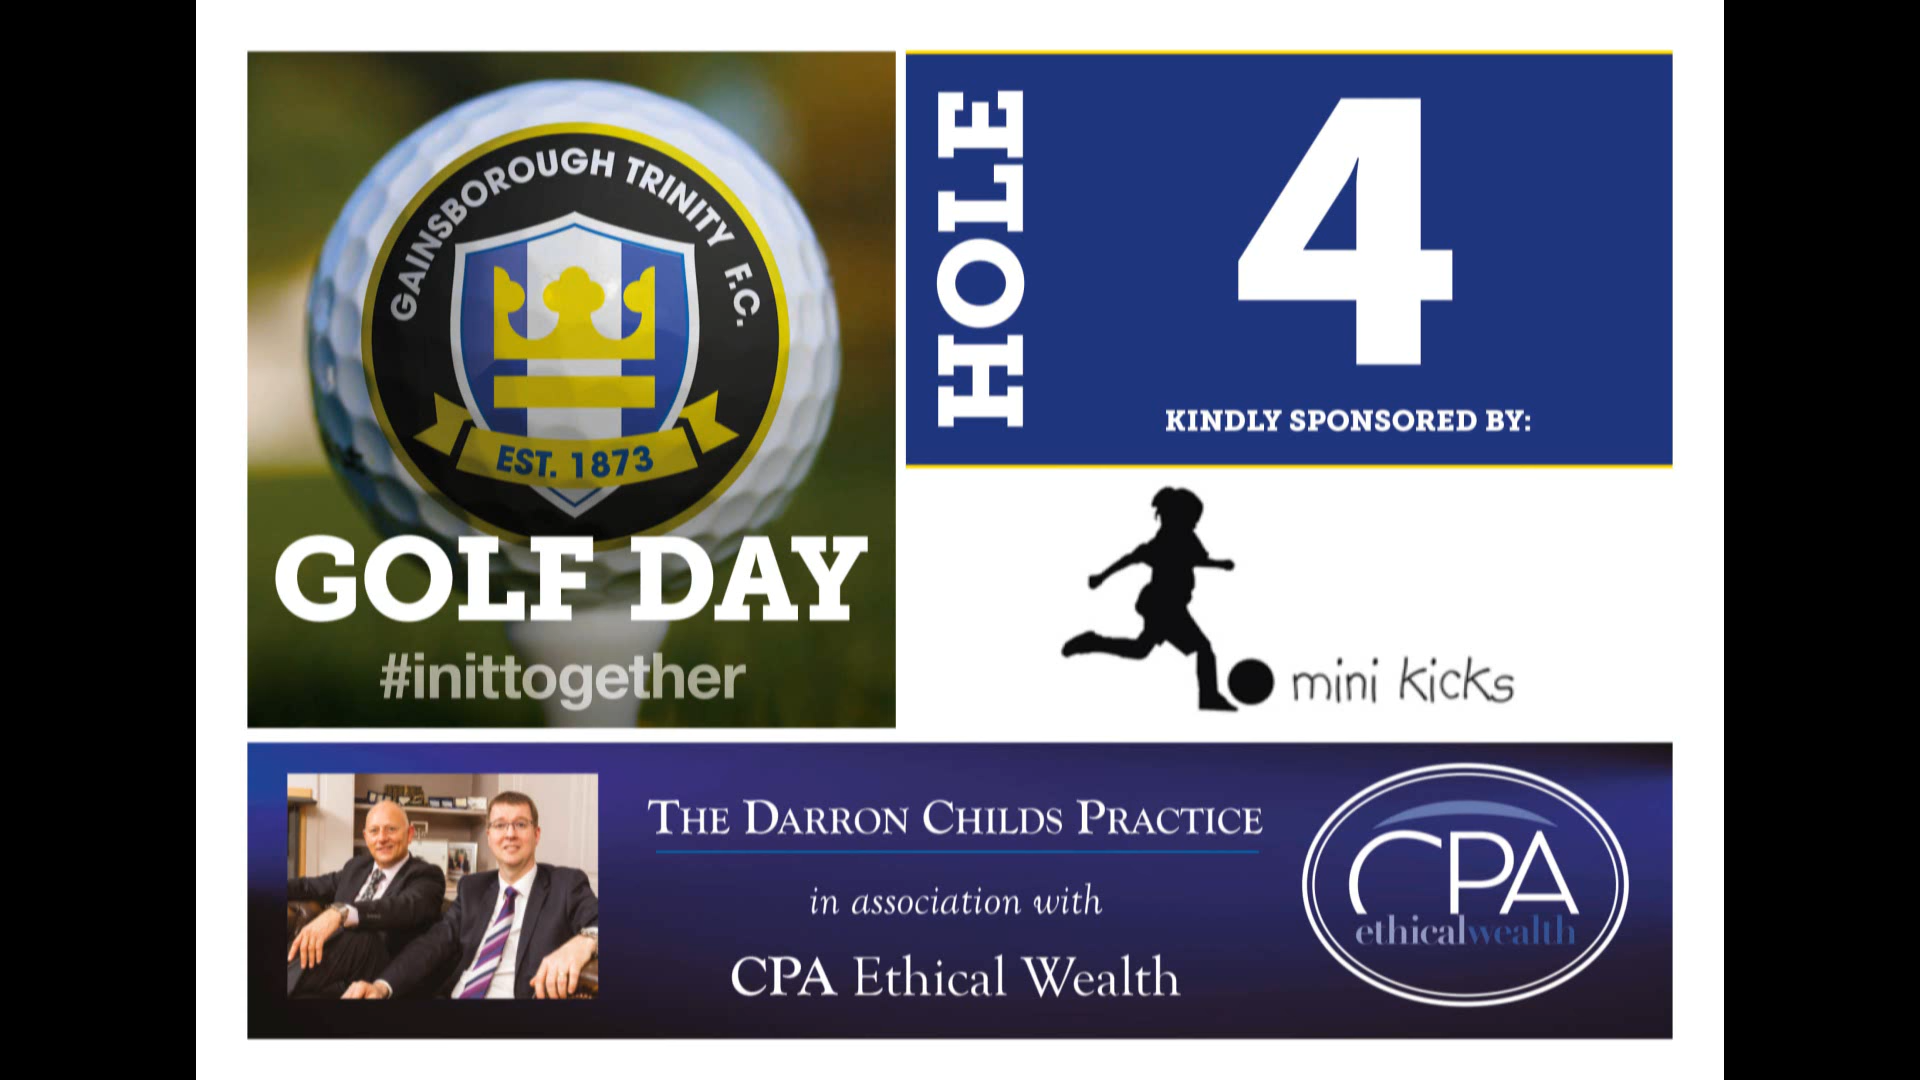 GAINSBOROUGH TRINITY F.C.
EST. 1873
GOLF DAY
#inittogether
HOLE
4
KINDLY SPONSORED BY:
mini kicks
THE DARRON CHILDS PRACTICE
in association with
CPA Ethical Wealth
CPA
ethicalwealth